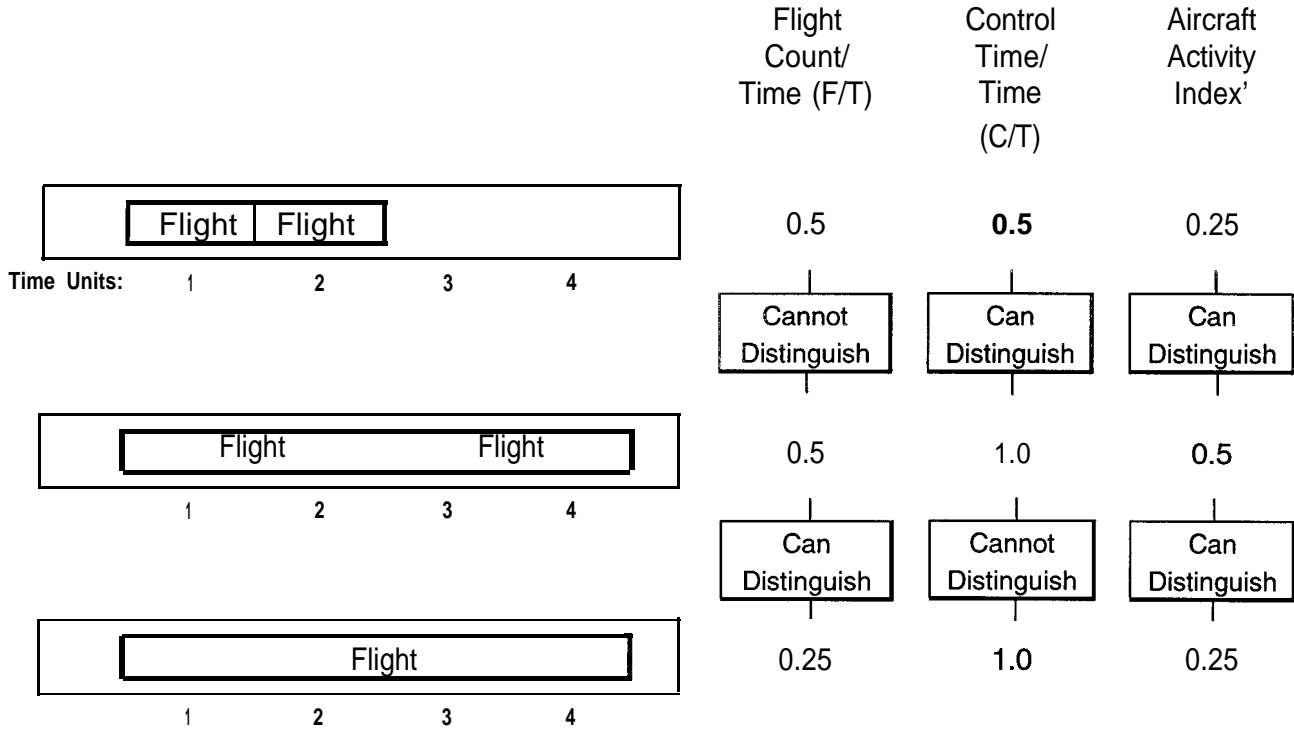 Flight Count/ Time (F/T)
Control Time/ Time (C/T)
Aircraft Activity Index’
Flight Flight 0.5 0.5 0.25
Time Units: 1 2 3 4
Cannot Distinguish
Can Distinguish
Can Distinguish
Flight Flight 0.5 1.0 0.5
1 2 3 4
Can Distinguish
Cannot Distinguish
Can Distinguish
Flight 0.25 1.0 0.25
1 2 3 4